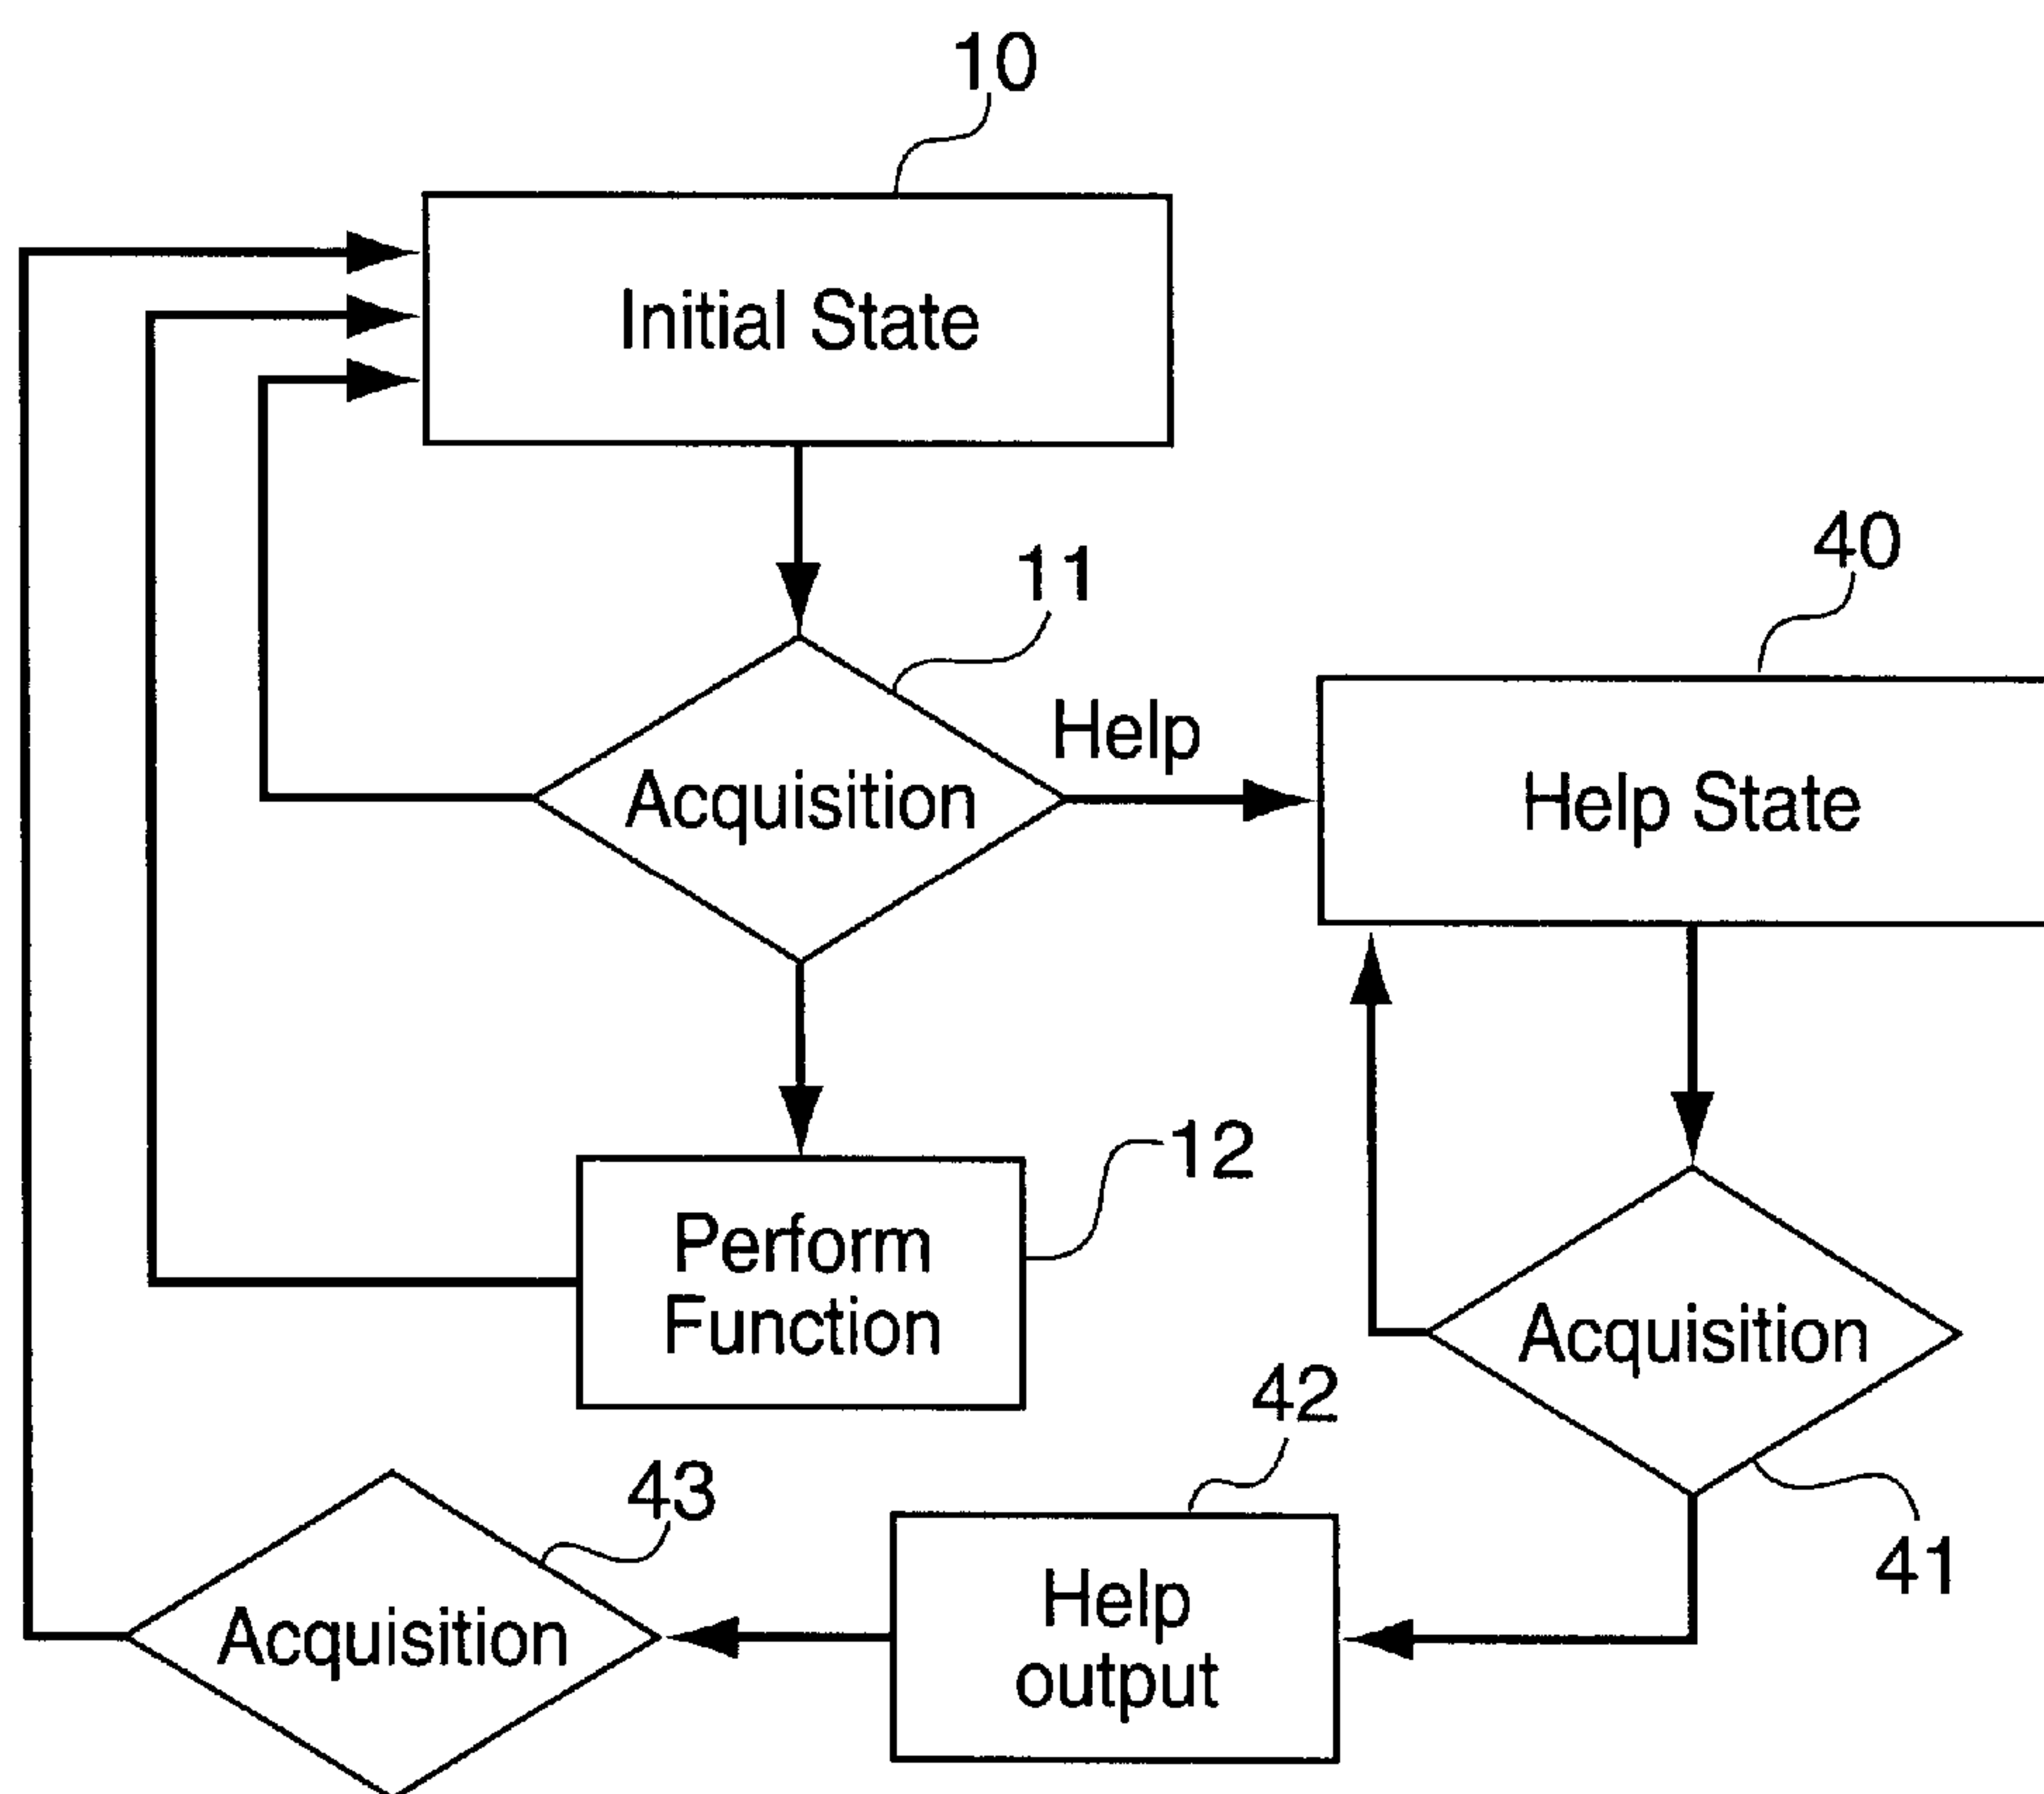 10
Initial State
11
40
Help
Acquisition
Help State
12
Perform
Function
Acquisition
42
43
41
Help
output
Acquisition